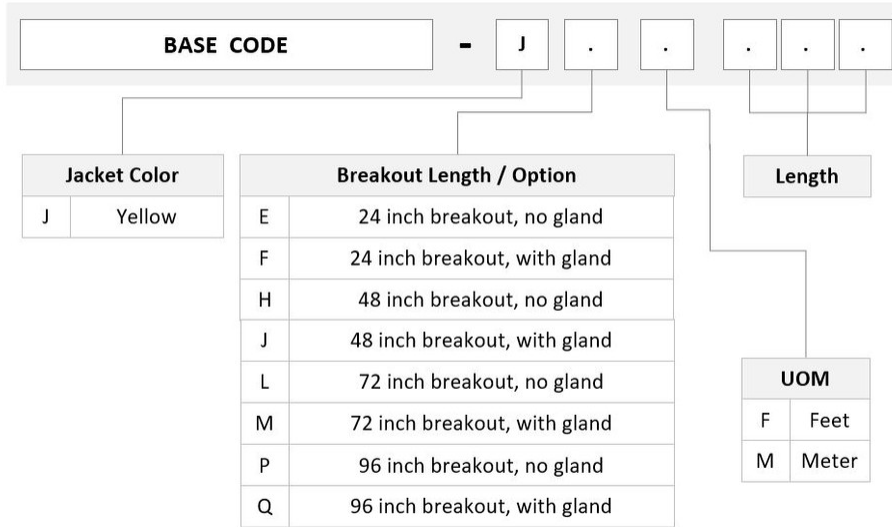 BASE CODE - J . . . . .
Jacket Color
J Yellow
Breakout Length / Option
E 24 inch breakout, no gland
F 24 inch breakout, with gland
H 48 inch breakout, no gland
J 48 inch breakout, with gland
L 72 inch breakout, no gland
M 72 inch breakout, with gland
P 96 inch breakout, no gland
Q 96 inch breakout, with gland
Length
UOM
F Feet
M Meter